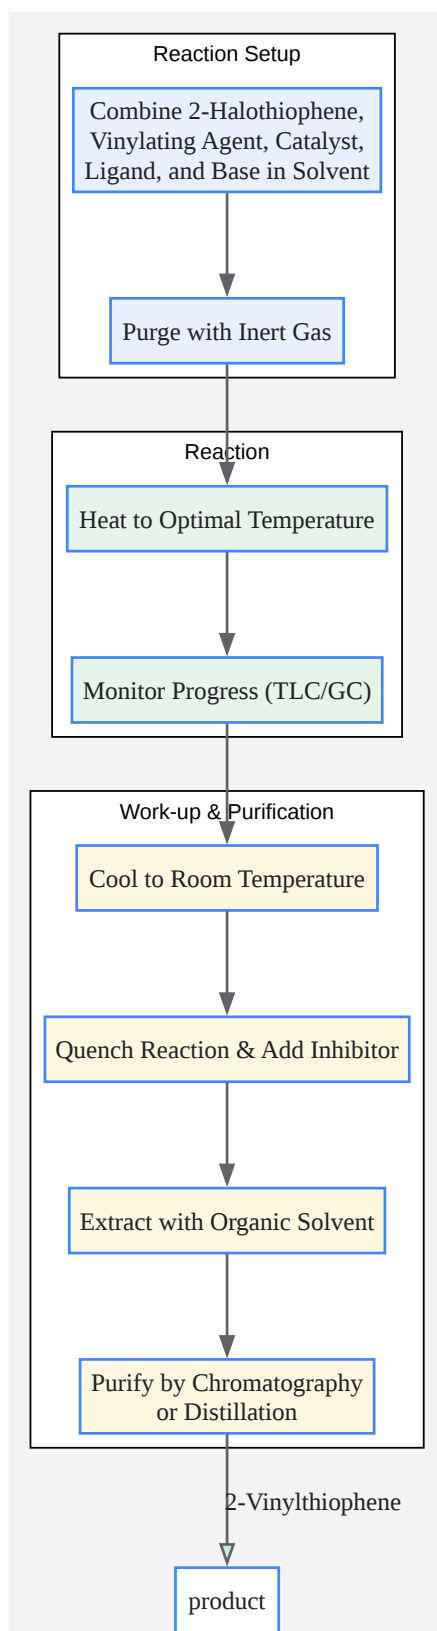 Reaction Setup
Combine 2-Halothiophene,
Vinylating Agent, Catalyst,
Ligand, and Base in Solvent
Purge with Inert Gas
Reaction
Heat to Optimal Temperature
Monitor Progress (TLC/GC)
Work-up & Purification
Cool to Room Temperature
Quench Reaction & Add Inhibitor
Extract with Organic Solvent
Purify by Chromatography
or Distillation
2-Vinylthiophene
product